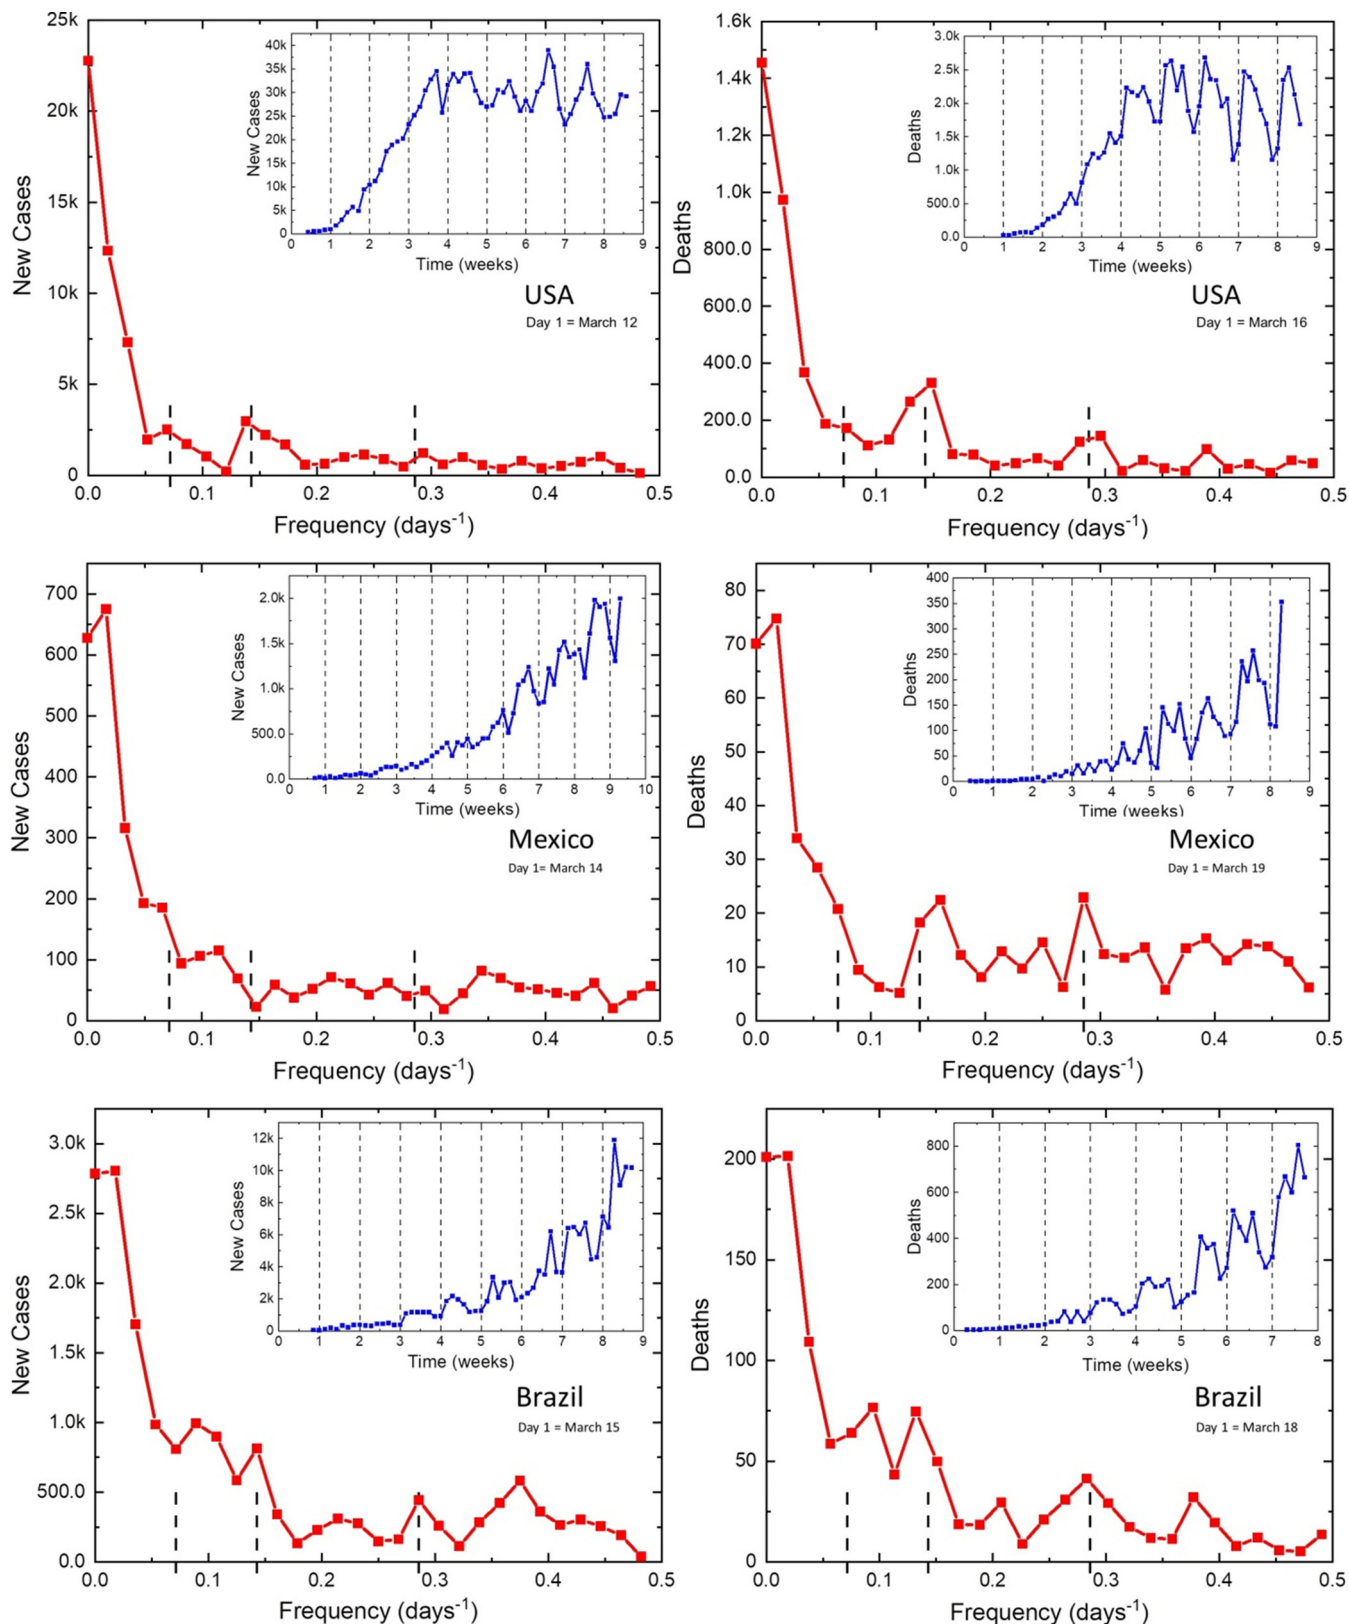 25k
20k
15k
10k
5k
0
New Cases
0.0 0.1 0.2 0.3 0.4 0.5
Frequency (days-1)
40k
35k
30k
25k
20k
15k
10k
5k
0
New Cases
0 1 2 3 4 5 6 7 8 9
Time (weeks)
USA
Day 1 = March 12
1.6k
1.4k
1.2k
1.0k
800.0
600.0
400.0
200.0
0.0
Deaths
0.0 0.1 0.2 0.3 0.4 0.5
Frequency (days-1)
3.0k
2.5k
2.0k
1.5k
1.0k
500.0
0.0
Deaths
0 1 2 3 4 5 6 7 8 9
Time (weeks)
USA
Day 1 = March 16
700
600
500
400
300
200
100
0
New Cases
0.0 0.1 0.2 0.3 0.4 0.5
Frequency (days-1)
2.0k
1.5k
1.0k
500.0
0.0
New Cases
0 1 2 3 4 5 6 7 8 9 10
Time (weeks)
Mexico
Day 1= March 14
80
70
60
50
40
30
20
10
0
Deaths
0.0 0.1 0.2 0.3 0.4 0.5
Frequency (days-1)
400
350
300
250
200
150
100
50
0
Deaths
0 1 2 3 4 5 6 7 8 9
Time (weeks)
Mexico
Day 1 = March 19
3.0k
2.5k
2.0k
1.5k
1.0k
500.0
0.0
New Cases
0.0 0.1 0.2 0.3 0.4 0.5
Frequency (days-1)
12k
10k
8k
6k
4k
2k
0
New Cases
0 1 2 3 4 5 6 7 8 9
Time (weeks)
Brazil
Day 1 = March 15
200
150
100
50
0
Deaths
0.0 0.1 0.2 0.3 0.4 0.5
Frequency (days-1)
800
600
400
200
0
Deaths
0 1 2 3 4 5 6 7 8
Time (weeks)
Brazil
Day 1 = March 18